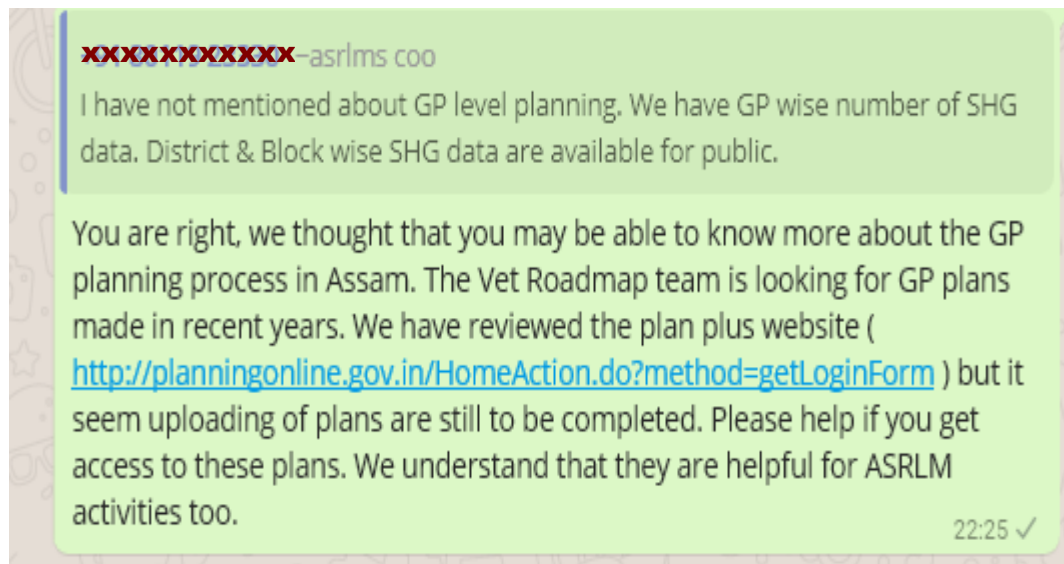 xxxxxxxxxxx–asrlms coo
I have not mentioned about GP level planning. We have GP wise number of SHG
data. District & Block wise SHG data are available for public.
You are right, we thought that you may be able to know more about the GP
planning process in Assam. The Vet Roadmap team is looking for GP plans
made in recent years. We have reviewed the plan plus website (
http://planningonline.gov.in/HomeAction.do?method=getLoginForm ) but it
seem uploading of plans are still to be completed. Please help if you get
access to these plans. We understand that they are helpful for ASRLM
activities too.
22:25